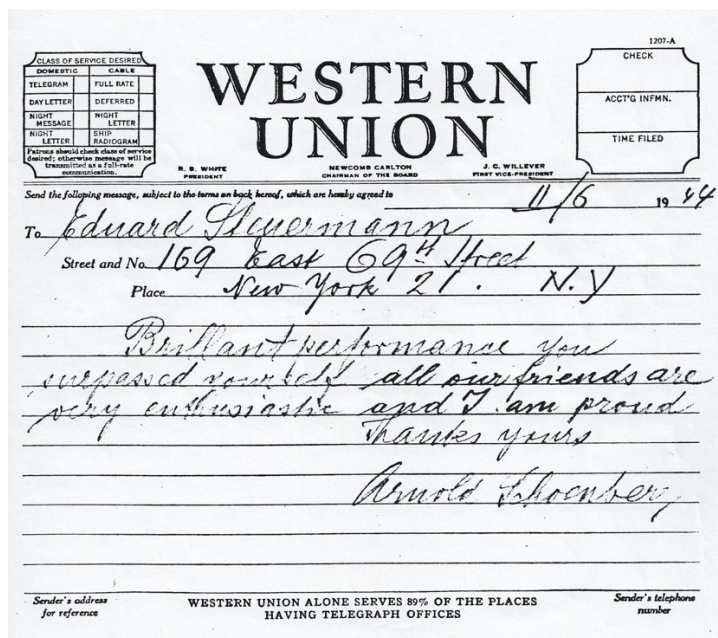 1207-A
CLASS OF SERVICE DESIRED
DOMESTIC CABLE
TELEGRAM FULL RATE
DAY LETTER DEFERRED
NIGHT MESSAGE NIGHT LETTER
NIGHT LETTER SHIP RADIOGRAM
Patrons should check class of service
desired; otherwise message will be
transmitted as a full-rate
communication.
WESTERN
UNION
R. B. WHITE
PRESIDENT
NEWCOMB CARLTON
CHAIRMAN OF THE BOARD
J. C. WILLEVER
FIRST VICE-PRESIDENT
CHECK
ACCT'G INFMN.
TIME FILED
Send the following message, subject to the terms on back hereof, which are hereby agreed to
11/6 1944
To Eduard Steuermann
Street and No. 169 East 69th Street
Place New York 21. N.Y
Brillant performance you
surpassed yourself all our friends are
very enthusiastic and I am proud
Thanks yours
Arnold Schoenberg
Sender's address
for reference
WESTERN UNION ALONE SERVES 89% OF THE PLACES
HAVING TELEGRAPH OFFICES
Sender's telephone
number